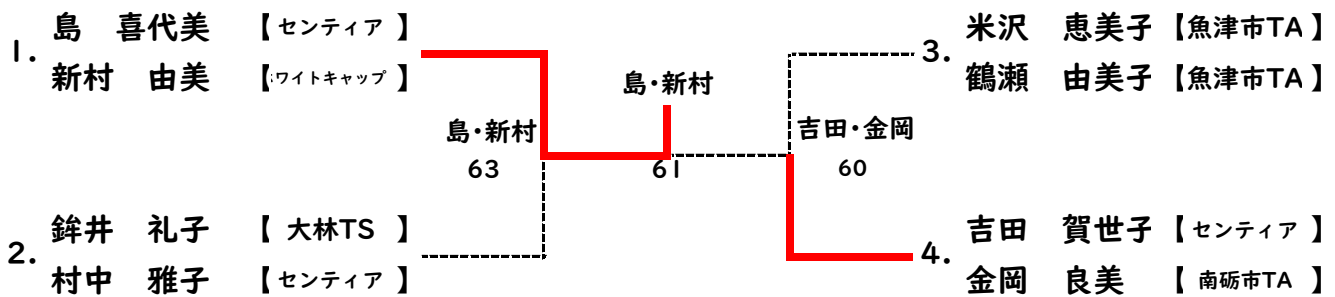 1. 島 喜代美 【 センティア 】
新村 由美 【ホワイトキャップ 】
2. 鉾井 礼子 【 大林TS 】
村中 雅子 【 センティア 】
島・新村
63
島・新村
61
吉田・金岡
60
3. 米沢 恵美子 【魚津市TA】
鶴瀬 由美子 【魚津市TA】
4. 吉田 賀世子 【 センティア 】
金岡 良美 【 南砺市TA 】